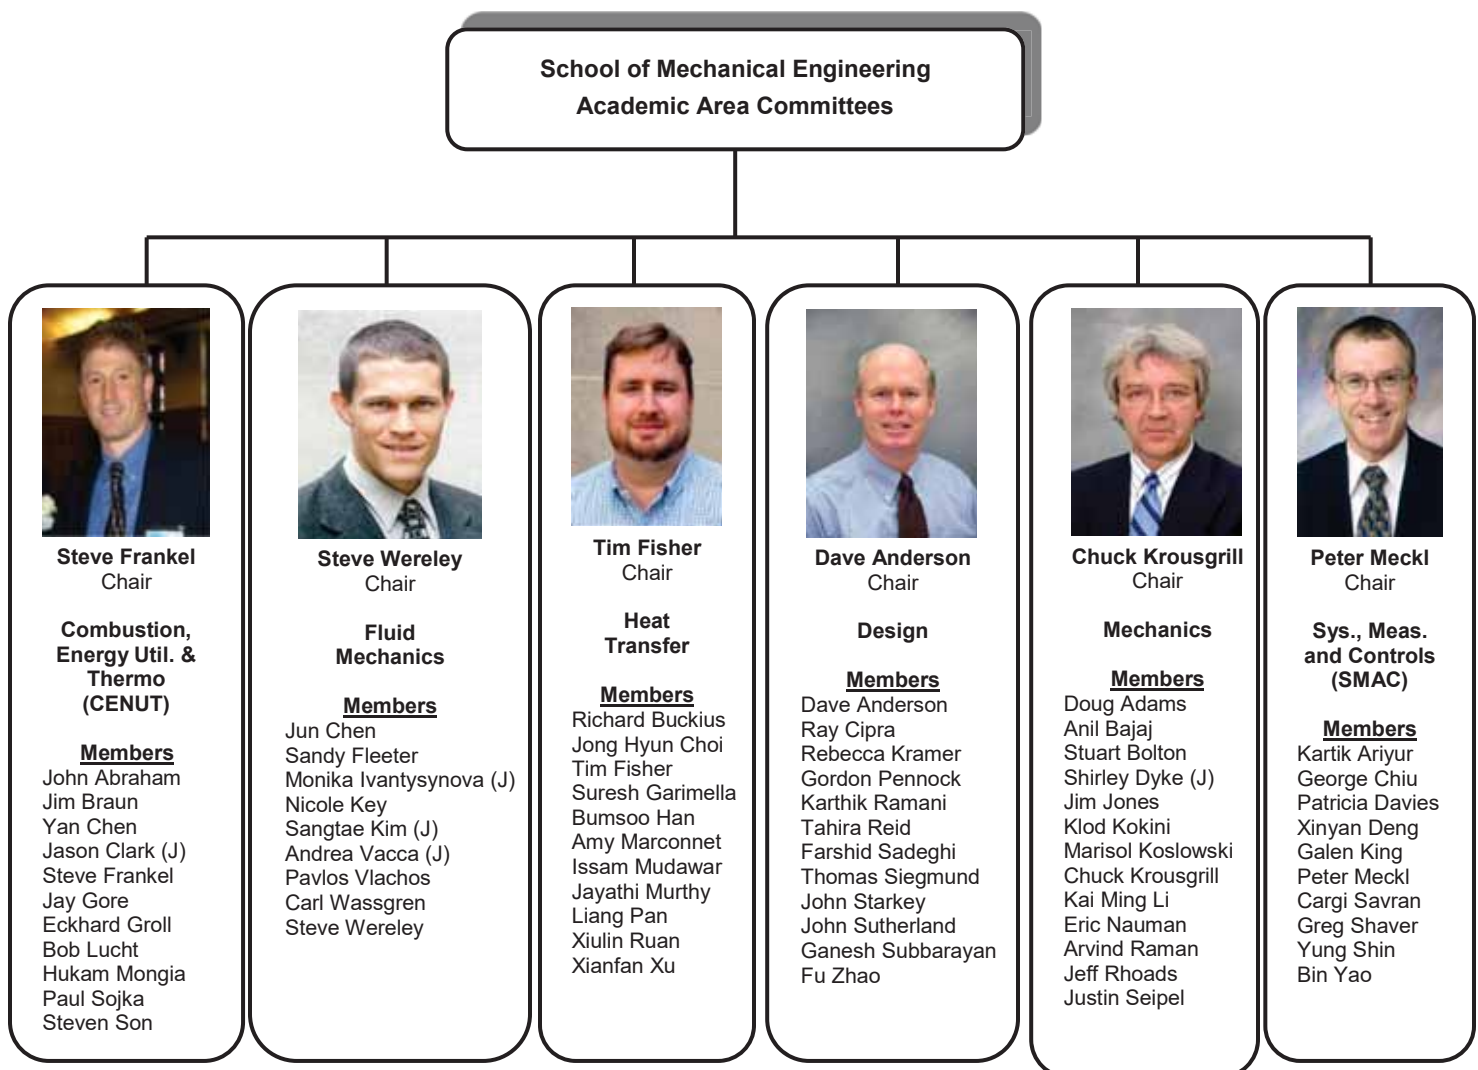 School of Mechanical Engineering
Academic Area Committees
Steve Frankel
Chair
Combustion,
Energy Util. &
Thermo
(CENUT)
Members
John Abraham
Jim Braun
Yan Chen
Jason Clark (J)
Steve Frankel
Jay Gore
Eckhard Groll
Bob Lucht
Hukam Mongia
Paul Sojka
Steven Son
Steve Wereley
Chair
Fluid
Mechanics
Members
Jun Chen
Sandy Fleeter
Monika Ivantysynova (J)
Nicole Key
Sangtae Kim (J)
Andrea Vacca (J)
Pavlos Vlachos
Carl Wassgren
Steve Wereley
Tim Fisher
Chair
Heat
Transfer
Members
Richard Buckius
Jong Hyun Choi
Tim Fisher
Suresh Garimella
Bumsoo Han
Amy Marconnet
Issam Mudawar
Jayathi Murthy
Liang Pan
Xiulin Ruan
Xianfan Xu
Dave Anderson
Chair
Design
Members
Dave Anderson
Ray Cipra
Rebecca Kramer
Gordon Pennock
Karthik Ramani
Tahira Reid
Farshid Sadeghi
Thomas Siegmund
John Starkey
John Sutherland
Ganesh Subbarayan
Fu Zhao
Chuck Krousgrill
Chair
Mechanics
Members
Doug Adams
Anil Bajaj
Stuart Bolton
Shirley Dyke (J)
Jim Jones
Klod Kokini
Marisol Koslowski
Chuck Krousgrill
Kai Ming Li
Eric Nauman
Arvind Raman
Jeff Rhoads
Justin Seipel
Peter Meckl
Chair
Sys., Meas.
and Controls
(SMAC)
Members
Kartik Ariyur
George Chiu
Patricia Davies
Xinyan Deng
Galen King
Peter Meckl
Cargi Savran
Greg Shaver
Yung Shin
Bin Yao